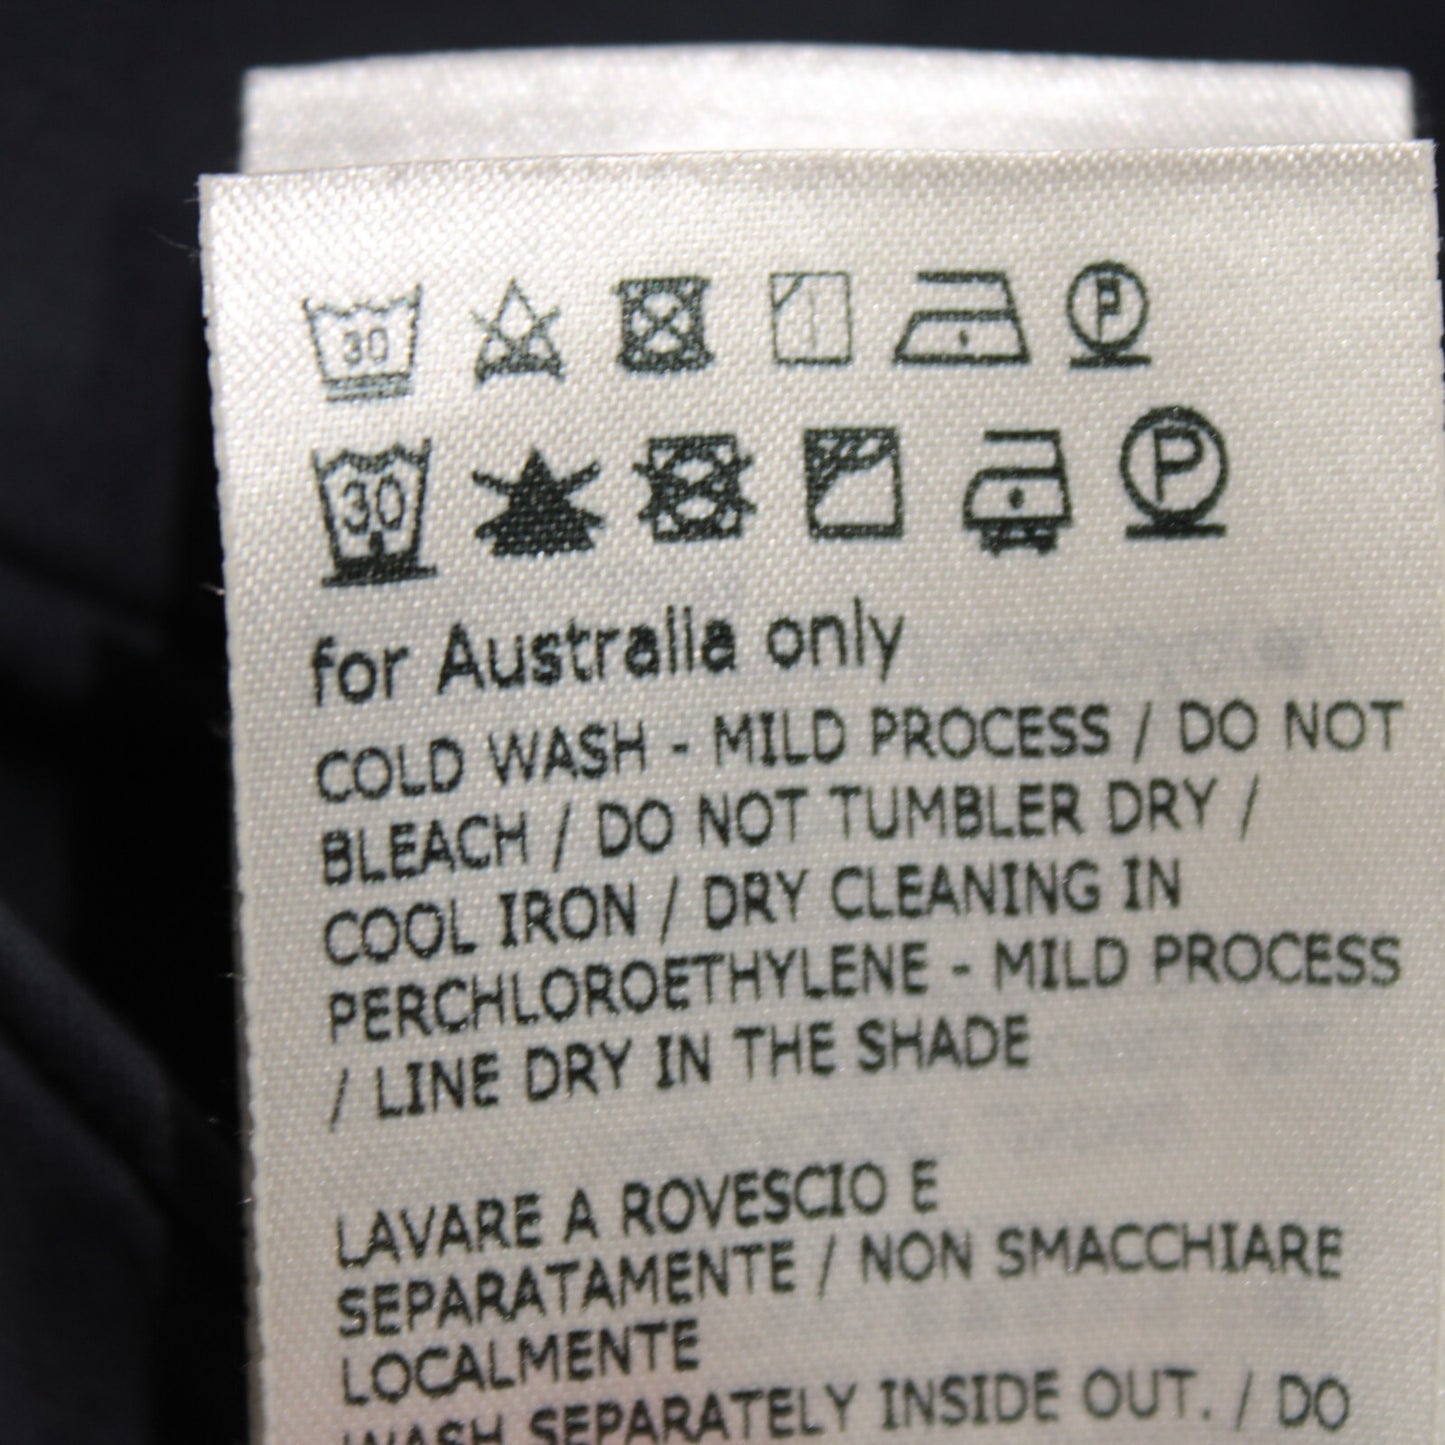 30 P
30 P
for Australia only
COLD WASH - MILD PROCESS / DO NOT
BLEACH / DO NOT TUMBLER DRY /
COOL IRON / DRY CLEANING IN
PERCHLOROETHYLENE - MILD PROCESS
/ LINE DRY IN THE SHADE
LAVARE A ROVESCIO E
SEPARATAMENTE / NON SMACCHIARE
LOCALMENTE
WASH SEPARATELY INSIDE OUT. / DO